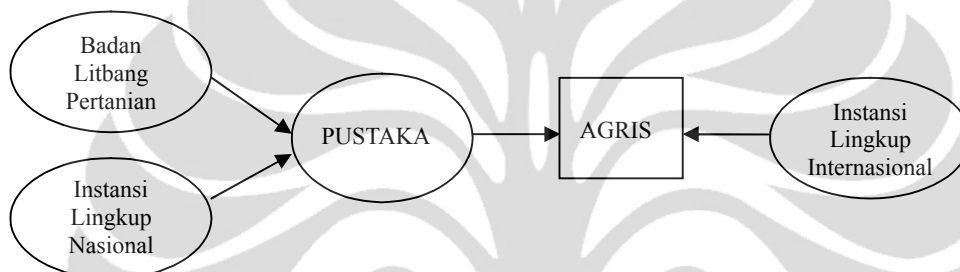 Badan
Litbang
Pertanian
PUSTAKA
AGRIS
Instansi
Lingkup
Internasional
Instansi
Lingkup
Nasional